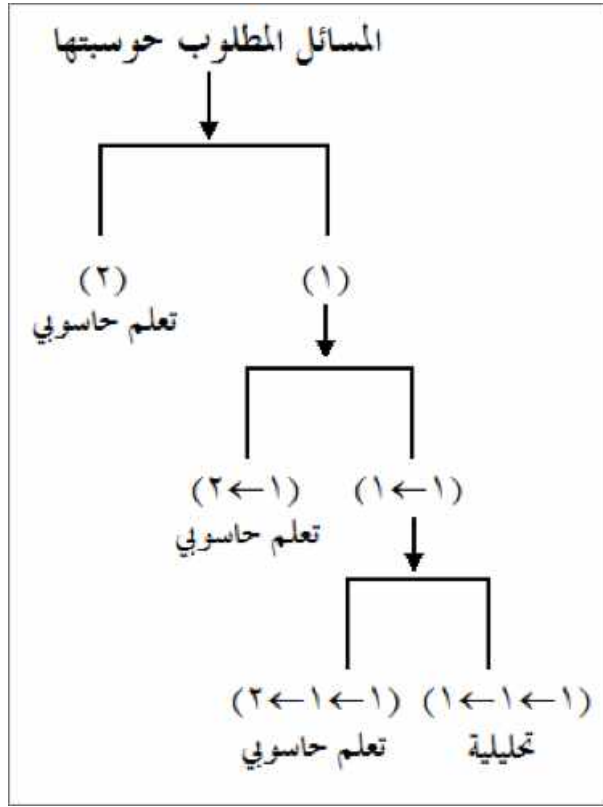 المسائل المطلوب حوسبتها
(١) (٢)
تعلم حاسوبي
(١←١) (١←٢)
تعلم حاسوبي
(١←١←١) (١←١←٢)
تحليلية تعلم حاسوبي